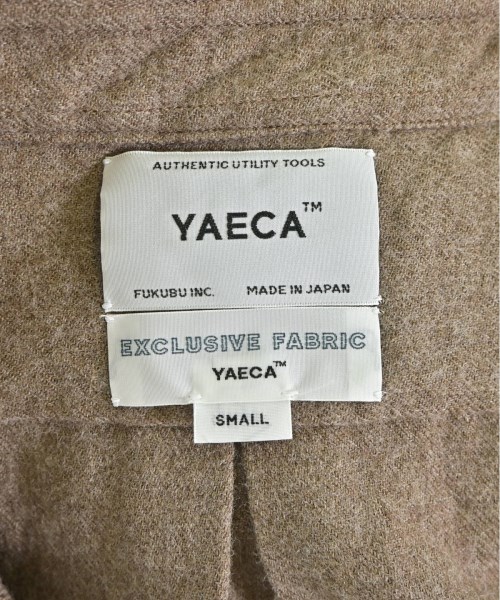 AUTHENTIC UTILITY TOOLS
YAECA™
FUKUBU INC. MADE IN JAPAN
EXCLUSIVE FABRIC
YAECA™
SMALL